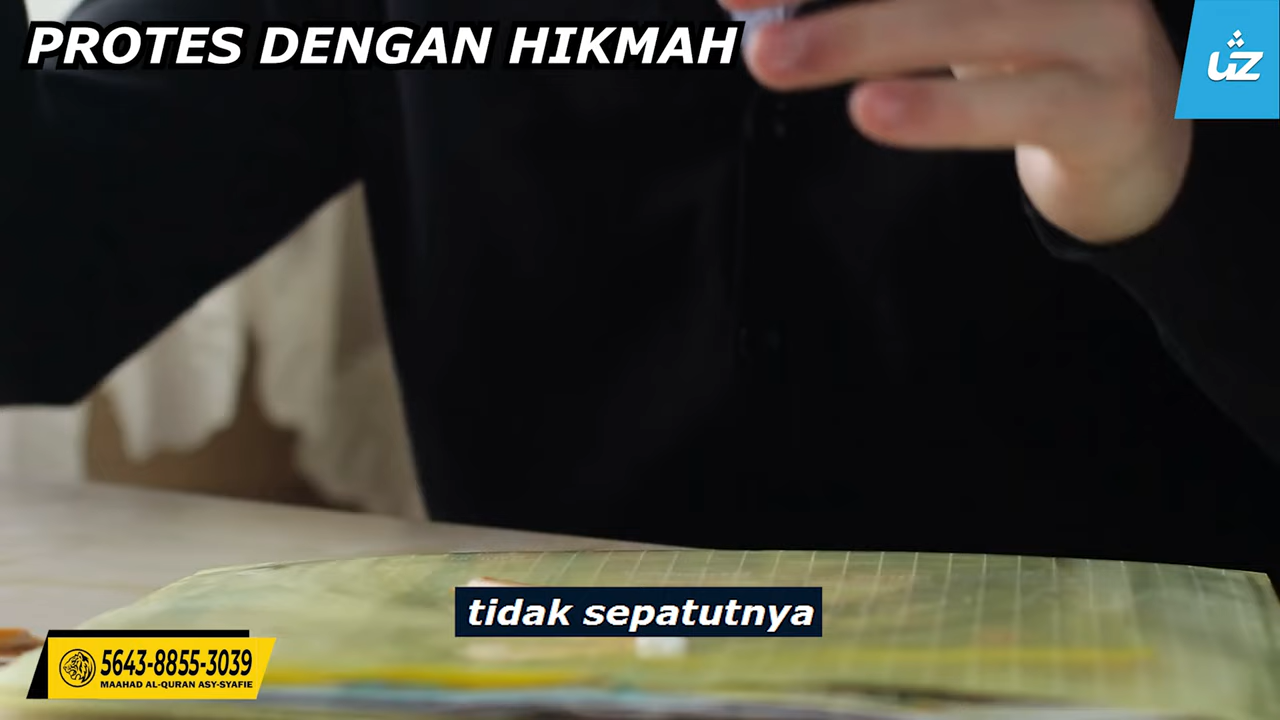 PROTES DENGAN HIKMAH
tidak sepatutnya
5643-8855-3039
MAAHAD AL-QURAN ASY-SYAFIE